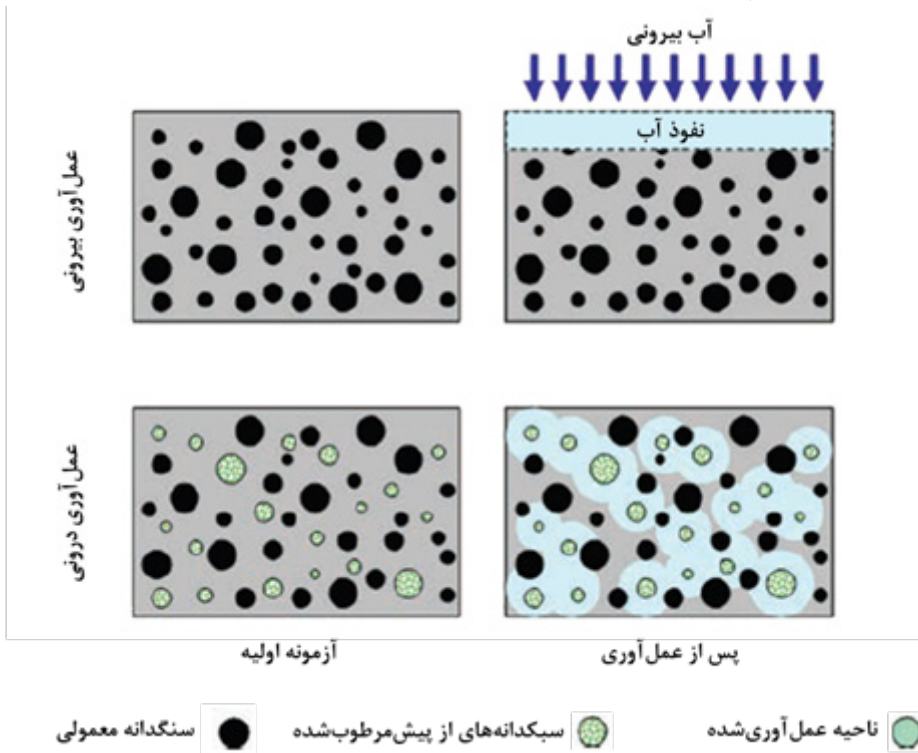 آب بیرونی
نفوذ آب
عمل‌آوری بیرونی
عمل‌آوری درونی
آزمونه اولیه
پس از عمل‌آوری
ناحیه عمل‌آوری‌شده
سبکدانه‌های از پیش‌مرطوب‌شده
سنگدانه معمولی